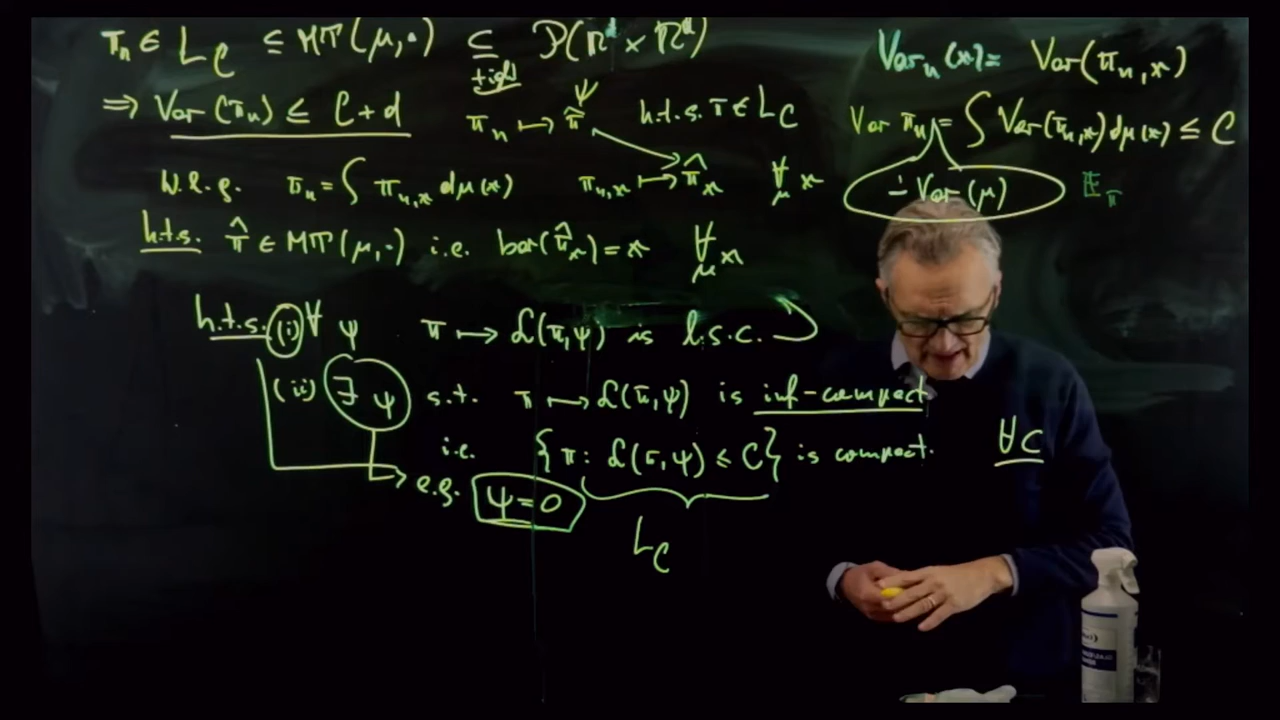 π_n ∈ L_C ⊆ MT(μ,·) ⊆ P(ℝ^d × ℝ^d)
tight
⇒ Var(π_n) ≤ C+d
π_n ↦ π̂ h.t.s. π ∈ L_C
W.l.g. π_n = ∫ π_{n,x} dμ(x) π_{n,x} ↦ π̂_x ∀_μ x
h.t.s. π̂ ∈ MT(μ,·) i.e. bar(π̂_x) = x ∀_μ x
Var_n(x) = Var(π_{n,x})
Var π_n = ∫ Var(π_{n,x}) dμ(x) ≤ C
Var(μ)
h.t.s. (i) ∀ ψ π ↦ ℒ(π,ψ) is l.s.c.
(ii) ∃ ψ s.t. π ↦ ℒ(π,ψ) is inf-compact
i.e. {π: ℒ(π,ψ) ≤ C} is compact. ∀C
e.g. ψ=0
L_C